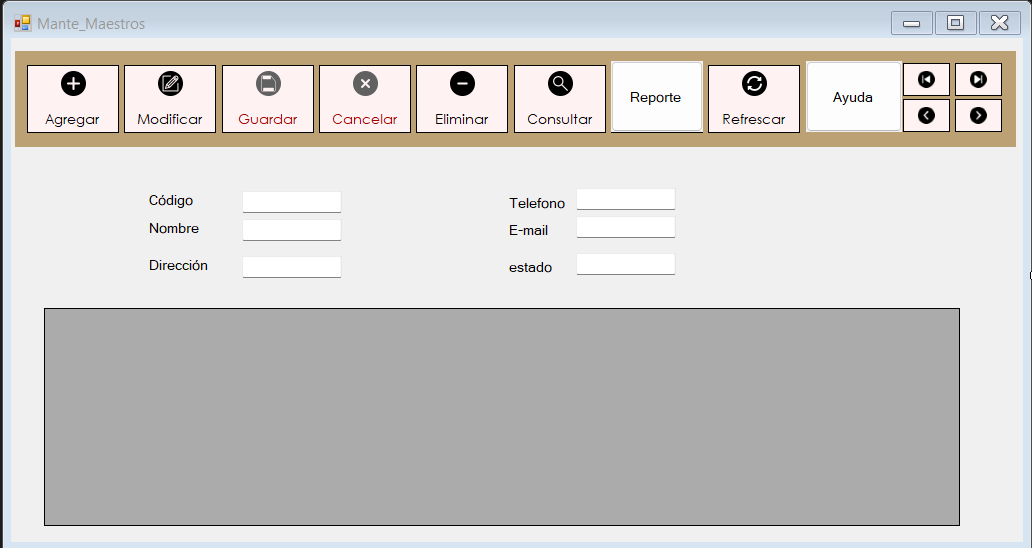 Mante_Maestros
Agregar Modificar Guardar Cancelar Eliminar Consultar Reporte Refrescar Ayuda
Código Telefono
Nombre E-mail
Dirección estado